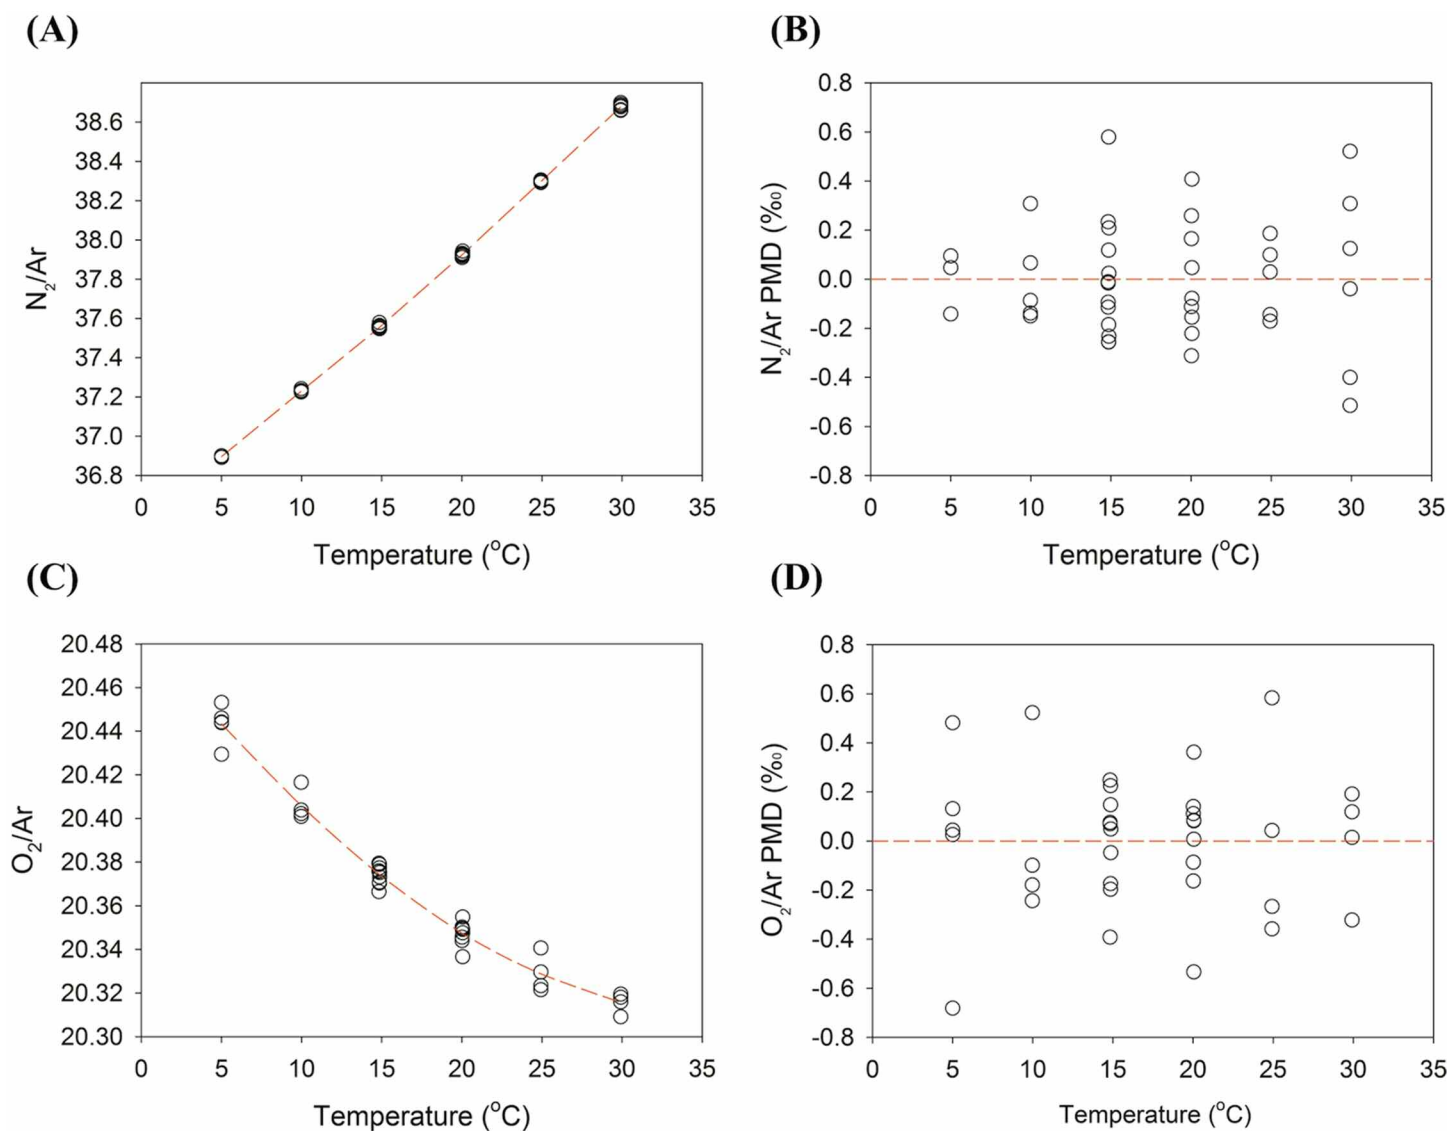 (A)
N2/Ar
38.6
38.4
38.2
38.0
37.8
37.6
37.4
37.2
37.0
36.8
0 5 10 15 20 25 30 35
Temperature (oC)
(B)
N2/Ar PMD (‰)
0.8
0.6
0.4
0.2
0.0
-0.2
-0.4
-0.6
-0.8
0 5 10 15 20 25 30 35
Temperature (oC)
(C)
O2/Ar
20.48
20.46
20.44
20.42
20.40
20.38
20.36
20.34
20.32
20.30
0 5 10 15 20 25 30 35
Temperature (oC)
(D)
O2/Ar PMD (‰)
0.8
0.6
0.4
0.2
0.0
-0.2
-0.4
-0.6
-0.8
0 5 10 15 20 25 30 35
Temperature (oC)